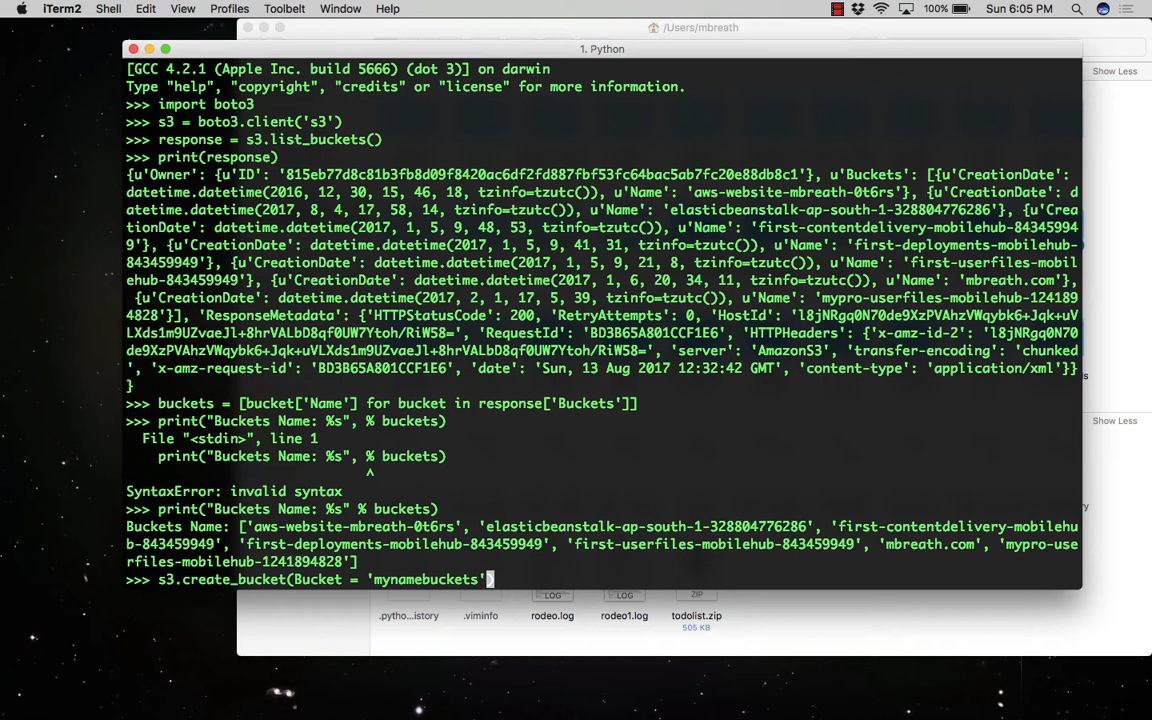 iTerm2 Shell Edit View Profiles Toolbelt Window Help 100% Sun 6:05 PM
/Users/mbreath
1. Python
Show Less
[GCC 4.2.1 (Apple Inc. build 5666) (dot 3)] on darwin
Type "help", "copyright", "credits" or "license" for more information.
>>> import boto3
>>> s3 = boto3.client('s3')
>>> response = s3.list_buckets()
>>> print(response)
{u'Owner': {u'ID': '815eb77d8c81b3fb8d09f8420ac6df2fd887fbf53fc64bac5ab7fc20e88db8c1'}, u'Buckets': [{u'CreationDate':
datetime.datetime(2016, 12, 30, 15, 46, 18, tzinfo=tzutc()), u'Name': 'aws-website-mbreath-0t6rs'}, {u'CreationDate': d
atetime.datetime(2017, 8, 4, 17, 58, 14, tzinfo=tzutc()), u'Name': 'elasticbeanstalk-ap-south-1-328804776286'}, {u'Crea
tionDate': datetime.datetime(2017, 1, 5, 9, 48, 53, tzinfo=tzutc()), u'Name': 'first-contentdelivery-mobilehub-84345994
9'}, {u'CreationDate': datetime.datetime(2017, 1, 5, 9, 41, 31, tzinfo=tzutc()), u'Name': 'first-deployments-mobilehub-
843459949'}, {u'CreationDate': datetime.datetime(2017, 1, 5, 9, 21, 8, tzinfo=tzutc()), u'Name': 'first-userfiles-mobil
ehub-843459949'}, {u'CreationDate': datetime.datetime(2017, 1, 6, 20, 34, 11, tzinfo=tzutc()), u'Name': 'mbreath.com'},
{u'CreationDate': datetime.datetime(2017, 2, 1, 17, 5, 39, tzinfo=tzutc()), u'Name': 'mypro-userfiles-mobilehub-124189
4828'}], 'ResponseMetadata': {'HTTPStatusCode': 200, 'RetryAttempts': 0, 'HostId': 'l8jNRgq0N70de9XzPVAhzVWqybk6+Jqk+uV
LXds1m9UZvaeJl+8hrVALbD8qf0UW7Ytoh/RiW58=', 'RequestId': 'BD3B65A801CCF1E6', 'HTTPHeaders': {'x-amz-id-2': 'l8jNRgq0N70
de9XzPVAhzVWqybk6+Jqk+uVLXds1m9UZvaeJl+8hrVALbD8qf0UW7Ytoh/RiW58=', 'server': 'AmazonS3', 'transfer-encoding': 'chunked
', 'x-amz-request-id': 'BD3B65A801CCF1E6', 'date': 'Sun, 13 Aug 2017 12:32:42 GMT', 'content-type': 'application/xml'}}
}
>>> buckets = [bucket['Name'] for bucket in response['Buckets']]
>>> print("Buckets Name: %s", % buckets)
File "<stdin>", line 1
print("Buckets Name: %s", % buckets)
^
SyntaxError: invalid syntax
>>> print("Buckets Name: %s" % buckets)
Buckets Name: ['aws-website-mbreath-0t6rs', 'elasticbeanstalk-ap-south-1-328804776286', 'first-contentdelivery-mobilehu
b-843459949', 'first-deployments-mobilehub-843459949', 'first-userfiles-mobilehub-843459949', 'mbreath.com', 'mypro-use
rfiles-mobilehub-1241894828']
>>> s3.create_bucket(Bucket = 'mynamebuckets')
Show Less
LOG LOG ZIP
.pytho...istory .viminfo rodeo.log rodeo1.log todolist.zip
505 KB